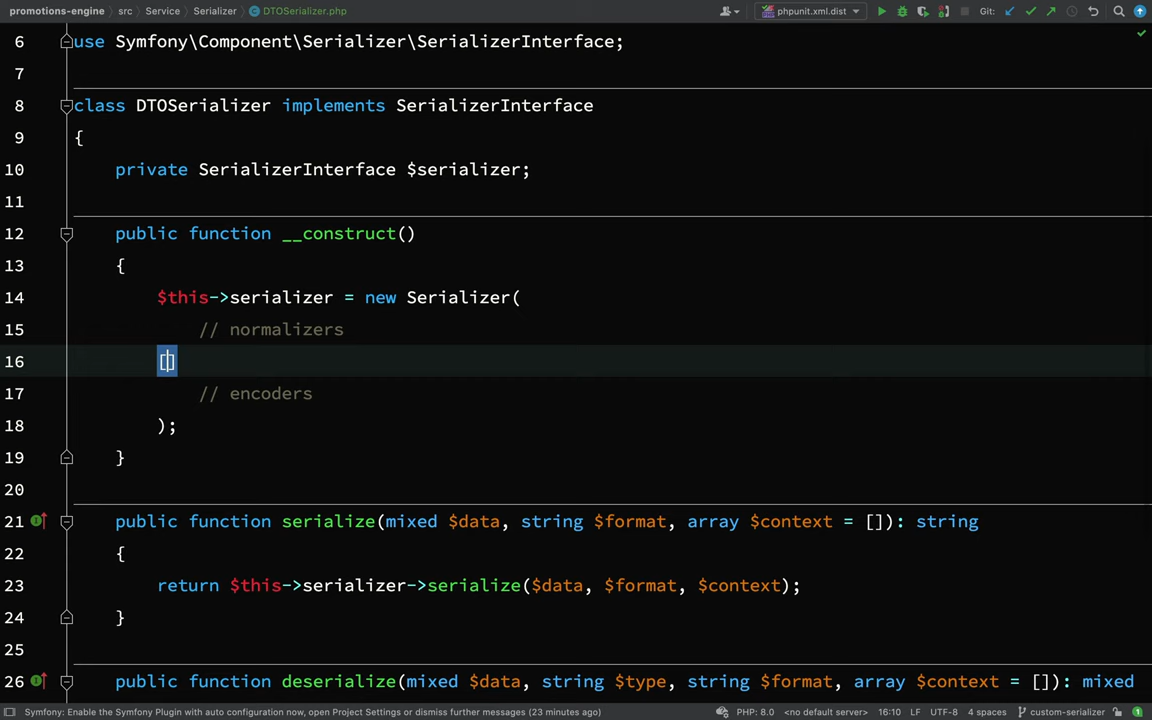 promotions-engine src Service Serializer DTOSerializer.php phpunit.xml.dist Git:
6 use Symfony\Component\Serializer\SerializerInterface;
7
8 class DTOSerializer implements SerializerInterface
9 {
10 private SerializerInterface $serializer;
11
12 public function __construct()
13 {
14 $this->serializer = new Serializer(
15 // normalizers
16 []
17 // encoders
18 );
19 }
20
21 public function serialize(mixed $data, string $format, array $context = []): string
22 {
23 return $this->serializer->serialize($data, $format, $context);
24 }
25
26 public function deserialize(mixed $data, string $type, string $format, array $context = []): mixed
Symfony: Enable the Symfony Plugin with auto configuration now, open Project Settings or dismiss further messages (23 minutes ago) PHP: 8.0 <no default server> 16:10 LF UTF-8 4 spaces custom-serializer 1